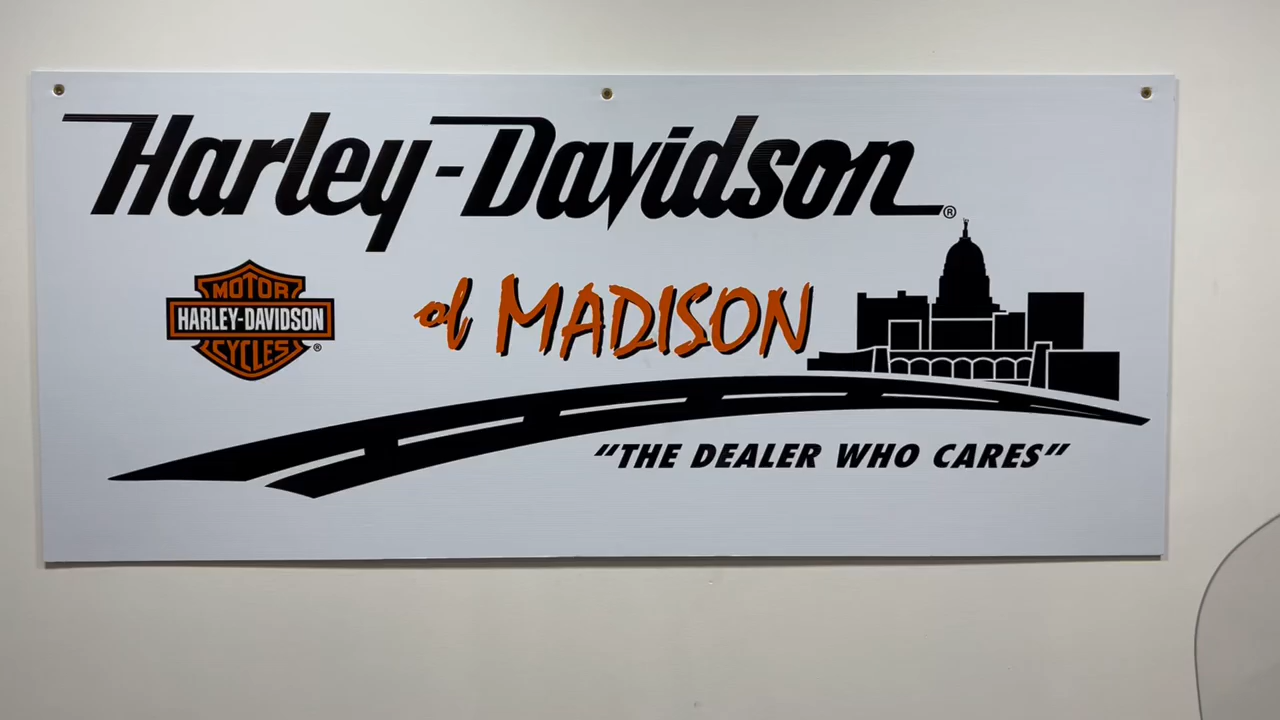 Harley-Davidson®
MOTOR
HARLEY-DAVIDSON
CYCLES®
of MADISON
"THE DEALER WHO CARES"